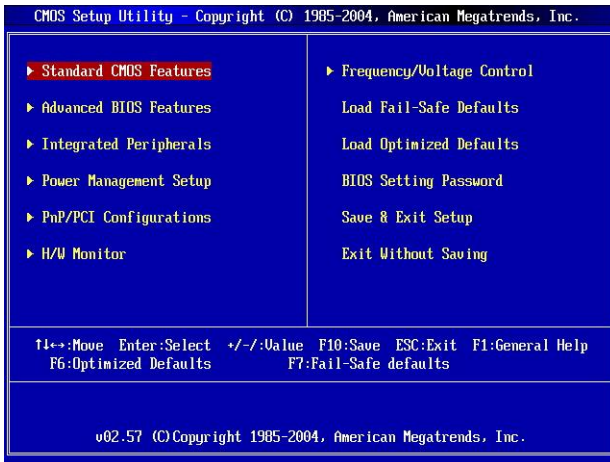 CMOS Setup Utility - Copyright (C) 1985-2004, American Megatrends, Inc.
▶ Standard CMOS Features
▶ Advanced BIOS Features
▶ Integrated Peripherals
▶ Power Management Setup
▶ PnP/PCI Configurations
▶ H/W Monitor
▶ Frequency/Voltage Control
Load Fail-Safe Defaults
Load Optimized Defaults
BIOS Setting Password
Save & Exit Setup
Exit Without Saving
↑↓←→:Move Enter:Select +/-/:Value F10:Save ESC:Exit F1:General Help
F6:Optimized Defaults F7:Fail-Safe defaults
v02.57 (C)Copyright 1985-2004, American Megatrends, Inc.